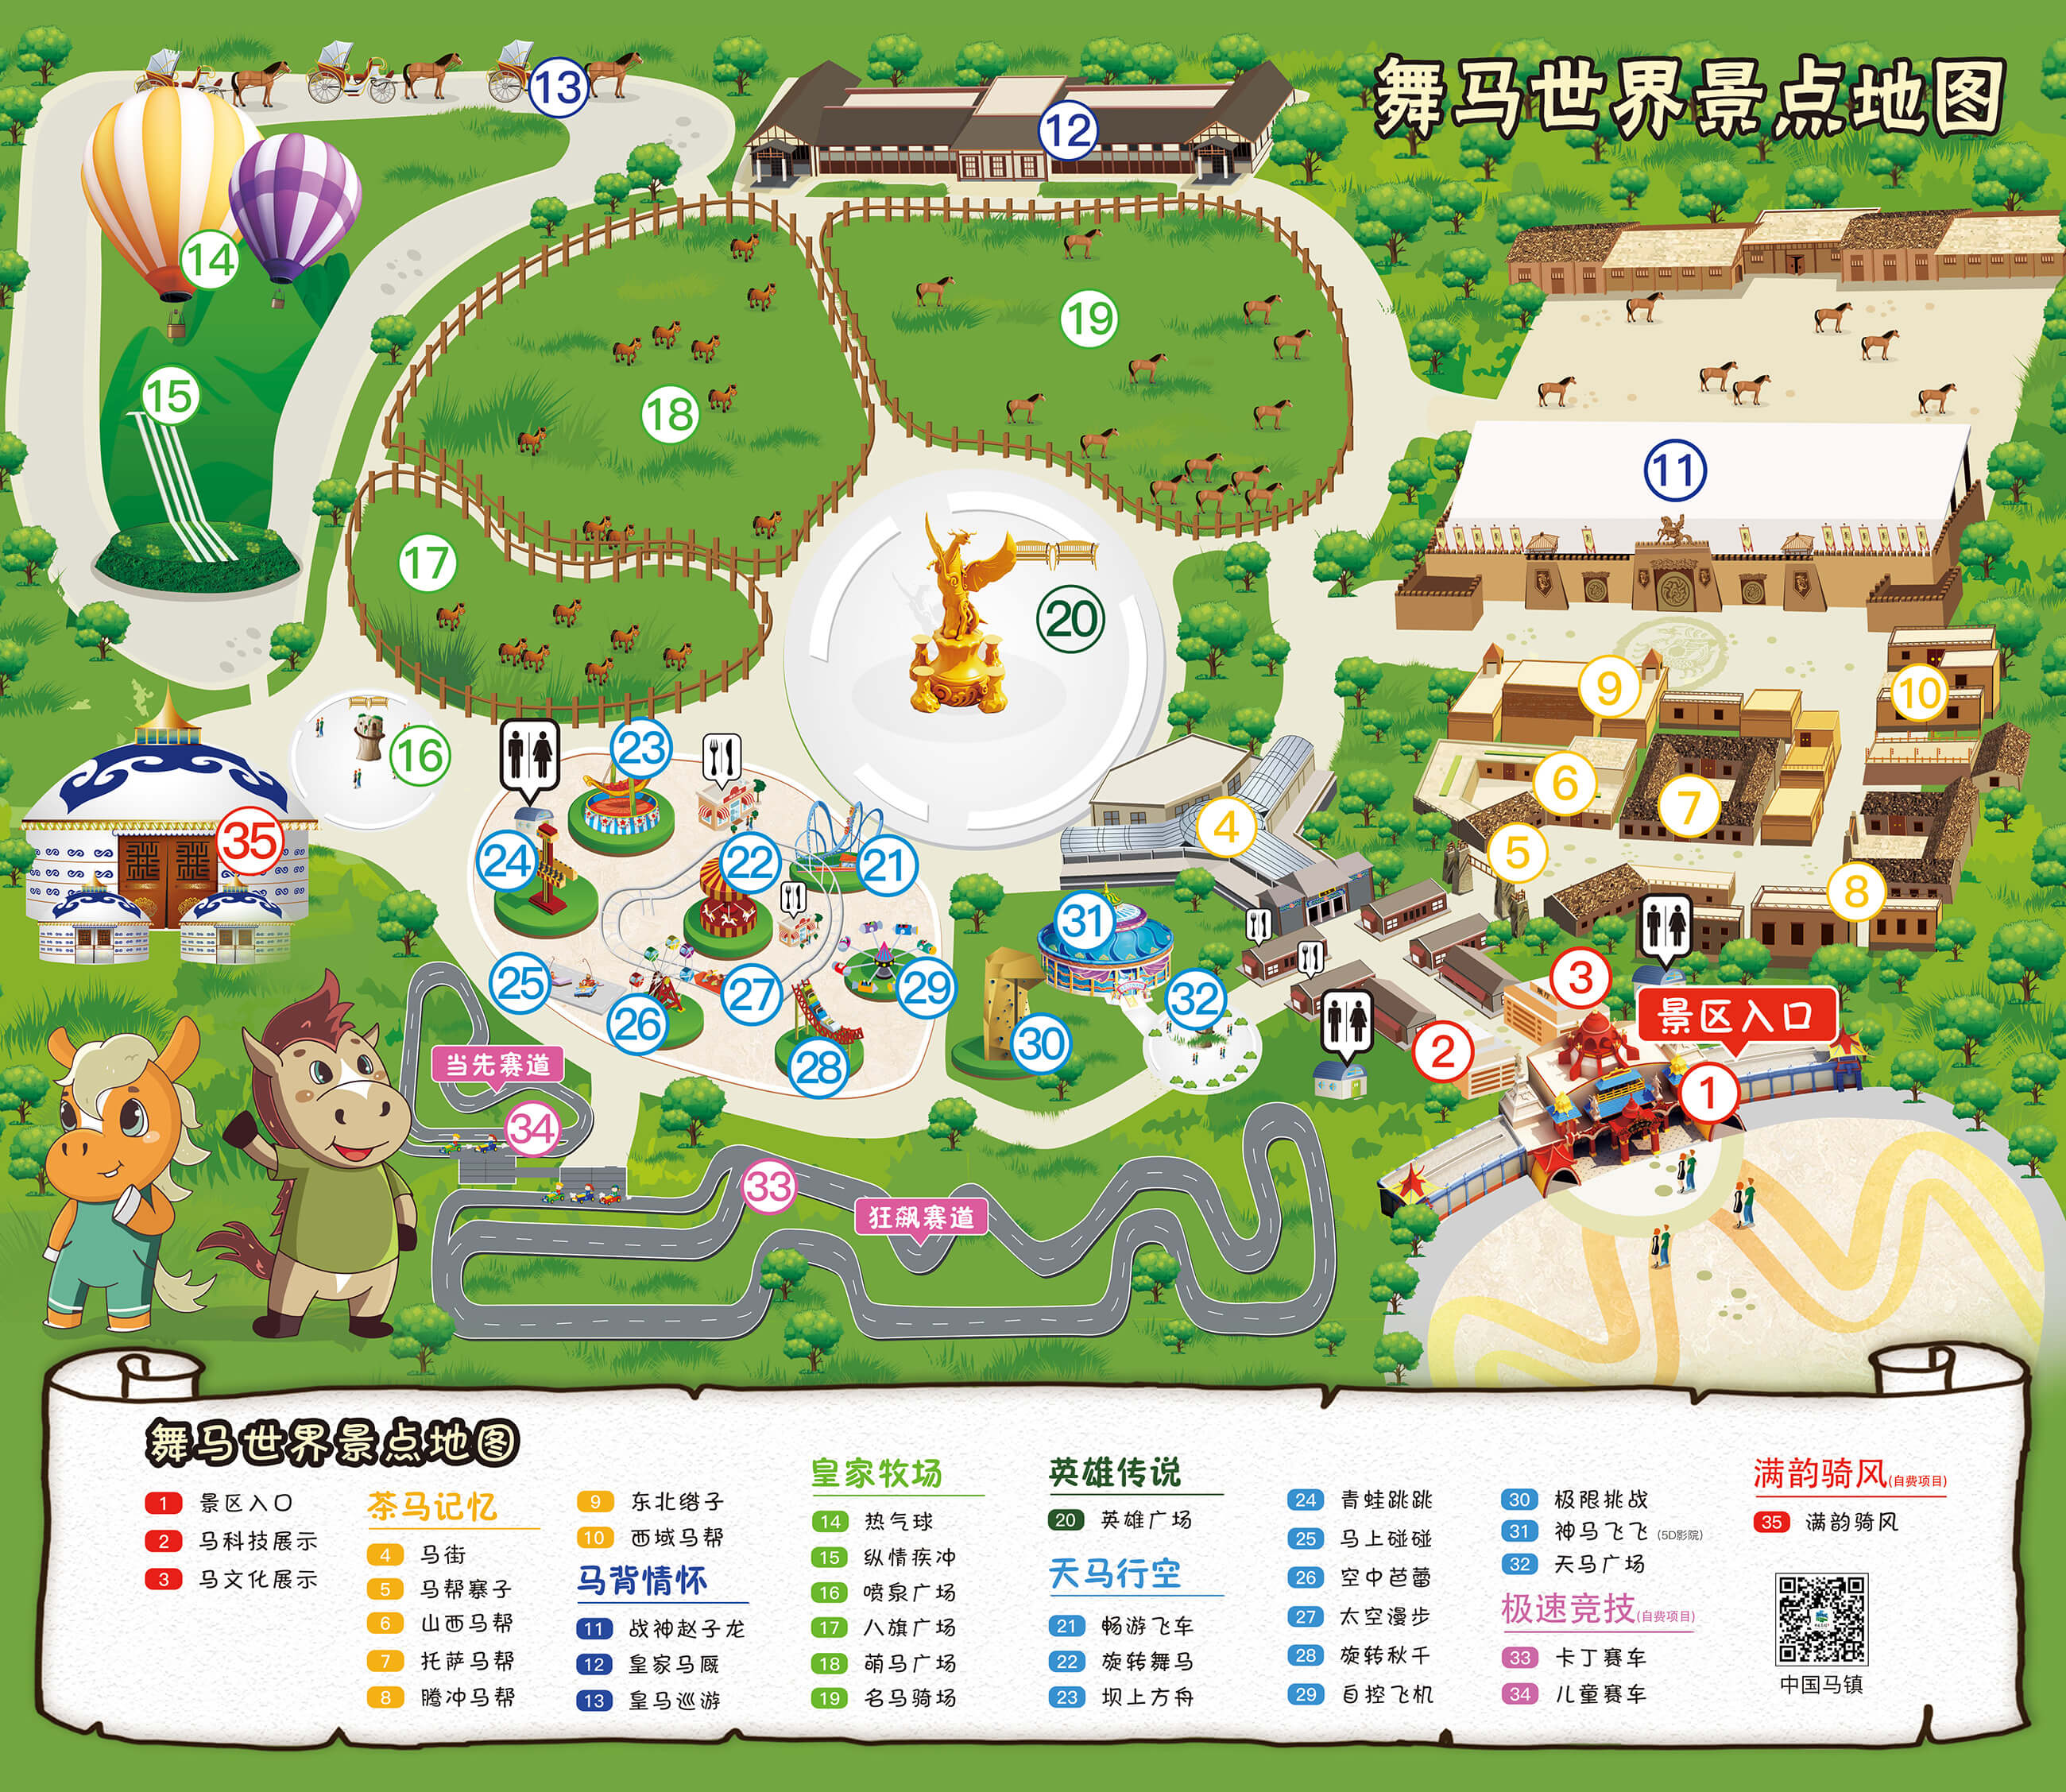 舞马世界景点地图
13
12
14
19
15
18
11
17
20
9
10
16
23
6
7
35
24
22
21
4
5
8
31
25
27
29
32
3
景区入口
26
30
2
28
1
当先赛道
34
33
狂飙赛道
舞马世界景点地图
1 景区入口
2 马科技展示
3 马文化展示
茶马记忆
4 马街
5 马帮寨子
6 山西马帮
7 托萨马帮
8 腾冲马帮
9 东北绺子
10 西域马帮
马背情怀
11 战神赵子龙
12 皇家马厩
13 皇马巡游
皇家牧场
14 热气球
15 纵情疾冲
16 喷泉广场
17 八旗广场
18 萌马广场
19 名马骑场
英雄传说
20 英雄广场
天马行空
21 畅游飞车
22 旋转舞马
23 坝上方舟
24 青蛙跳跳
25 马上碰碰
26 空中芭蕾
27 太空漫步
28 旋转秋千
29 自控飞机
30 极限挑战
31 神马飞飞 (5D影院)
32 天马广场
极速竞技(自费项目)
33 卡丁赛车
34 儿童赛车
满韵骑风(自费项目)
35 满韵骑风
中国马镇